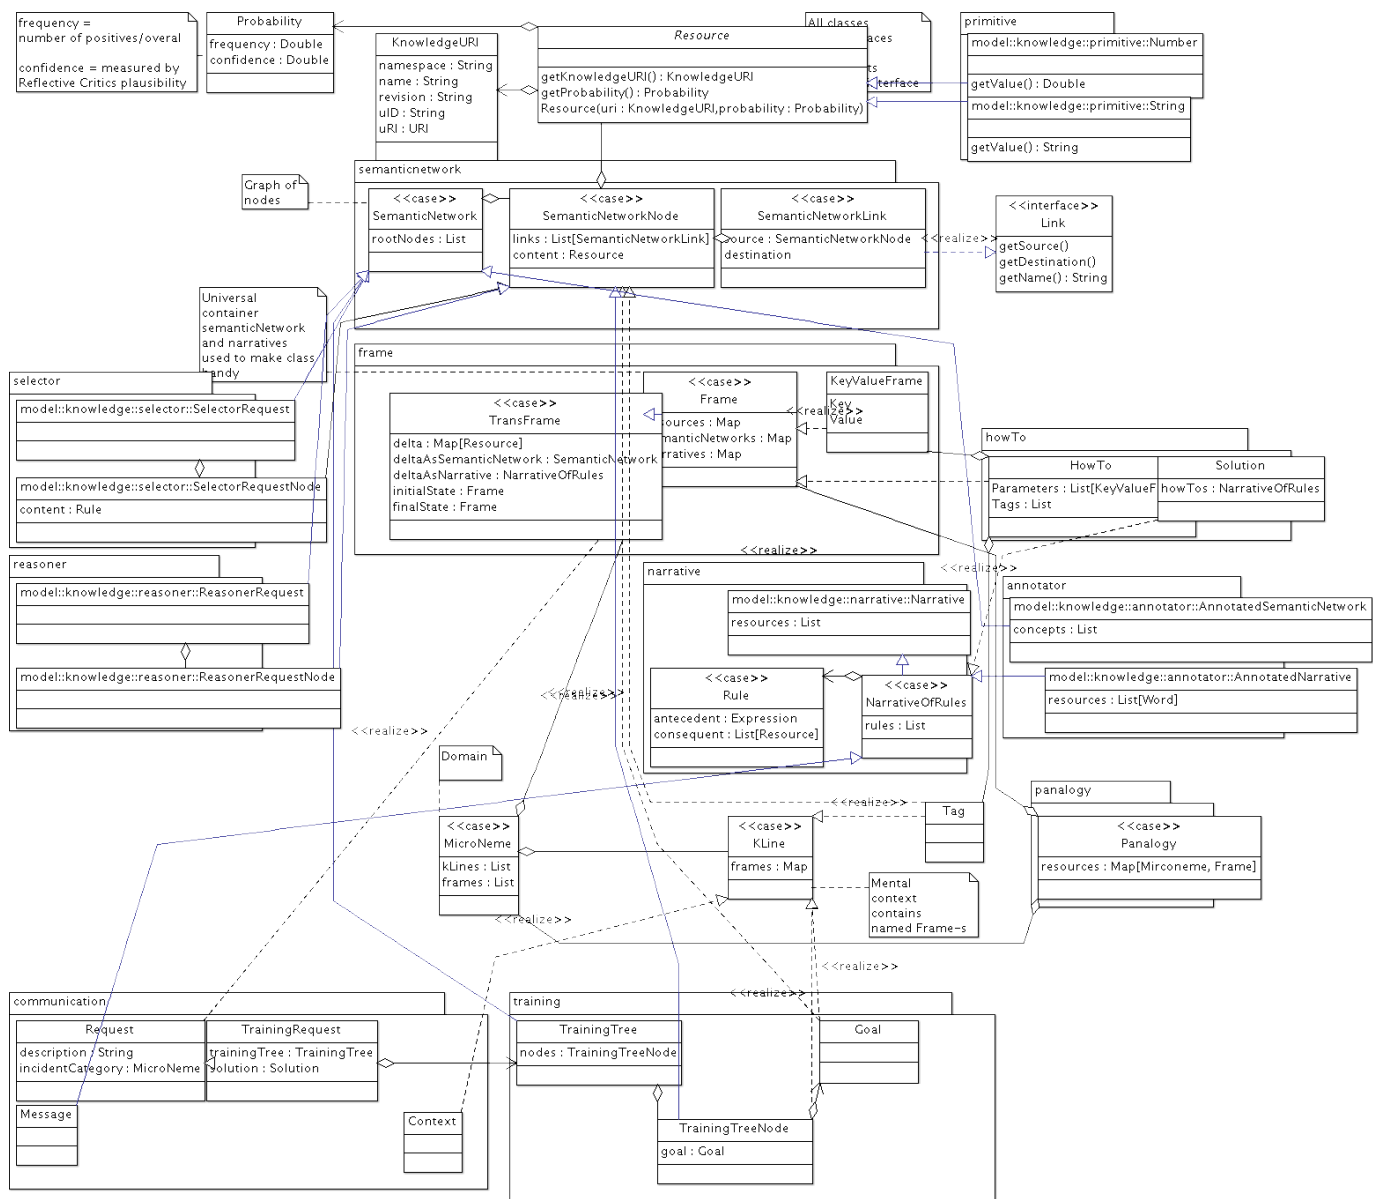 frequency =
number of positives/overal
confidence = measured by
Reflective Critics plausibility
Probability
frequency : Double
confidence : Double
KnowledgeURI
namespace : String
name : String
revision : String
uID : String
uRI : URI
Resource
getKnowledgeURI() : KnowledgeURI
getProbability() : Probability
Resource(uri : KnowledgeURI,probability : Probability)
All classes
primitive
model::knowledge::primitive::Number
getValue() : Double
model::knowledge::primitive::String
getValue() : String
semanticnetwork
Graph of
nodes
<<case>>
SemanticNetwork
rootNodes : List
<<case>>
SemanticNetworkNode
links : List[SemanticNetworkLink]
content : Resource
<<case>>
SemanticNetworkLink
source : SemanticNetworkNode
destination
<<realize>>
<<interface>>
Link
getSource()
getDestination()
getName() : String
Universal
container
semanticNetwork
and narratives
used to make class
handy
frame
<<case>>
TransFrame
delta : Map[Resource]
deltaAsSemanticNetwork : SemanticNetwork
deltaAsNarrative : NarrativeOfRules
initialState : Frame
finalState : Frame
<<case>>
Frame
: Map
: Map
: Map
<<realize>>
KeyValueFrame
Key
Value
selector
model::knowledge::selector::SelectorRequest
model::knowledge::selector::SelectorRequestNode
content : Rule
howTo
HowTo
Parameters : List[KeyValueF
Tags : List
Solution
howTos : NarrativeOfRules
<<realize>>
<<realize>>
reasoner
model::knowledge::reasoner::ReasonerRequest
model::knowledge::reasoner::ReasonerRequestNode
narrative
model::knowledge::narrative::Narrative
resources : List
<<case>>
Rule
antecedent : Expression
consequent : List[Resource]
<<case>>
NarrativeOfRules
rules : List
annotator
model::knowledge::annotator::AnnotatedSemanticNetwork
concepts : List
model::knowledge::annotator::AnnotatedNarrative
resources : List[Word]
<<realize>>
<<realize>>
Domain
<<case>>
MicroNeme
kLines : List
frames : List
<<realize>>
<<case>>
KLine
frames : Map
<<realize>>
Tag
Mental
context
contains
named Frame-s
panalogy
<<case>>
Panalogy
resources : Map[Mirconeme, Frame]
<<realize>>
<<realize>>
communication
Request
description : String
incidentCategory : MicroNeme
TrainingRequest
trainingTree : TrainingTree
solution : Solution
Message
Context
training
TrainingTree
nodes : TrainingTreeNode
Goal
TrainingTreeNode
goal : Goal